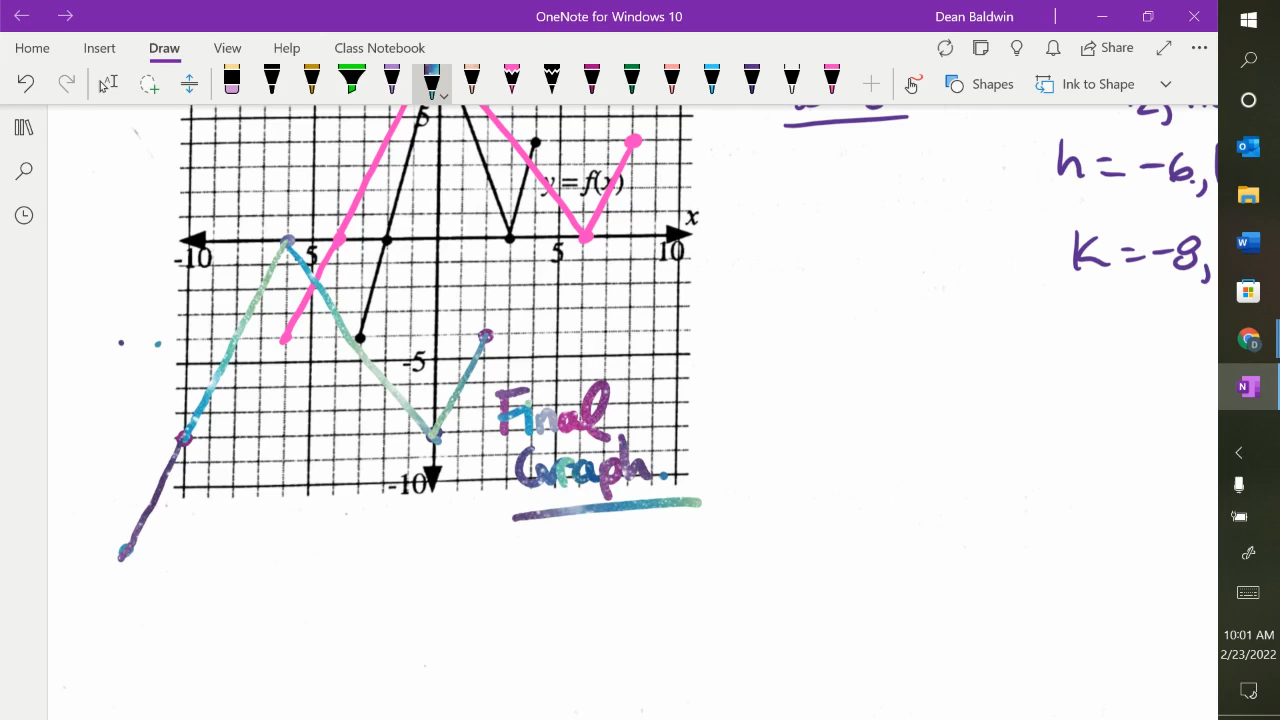 OneNote for Windows 10
Dean Baldwin
Home Insert Draw View Help Class Notebook
Share
Shapes
Ink to Shape
5
h = -6,
y = f(x)
x
-10 5 5 10
K = -8,
-5
Final
Graph.
-10
10:01 AM
2/23/2022